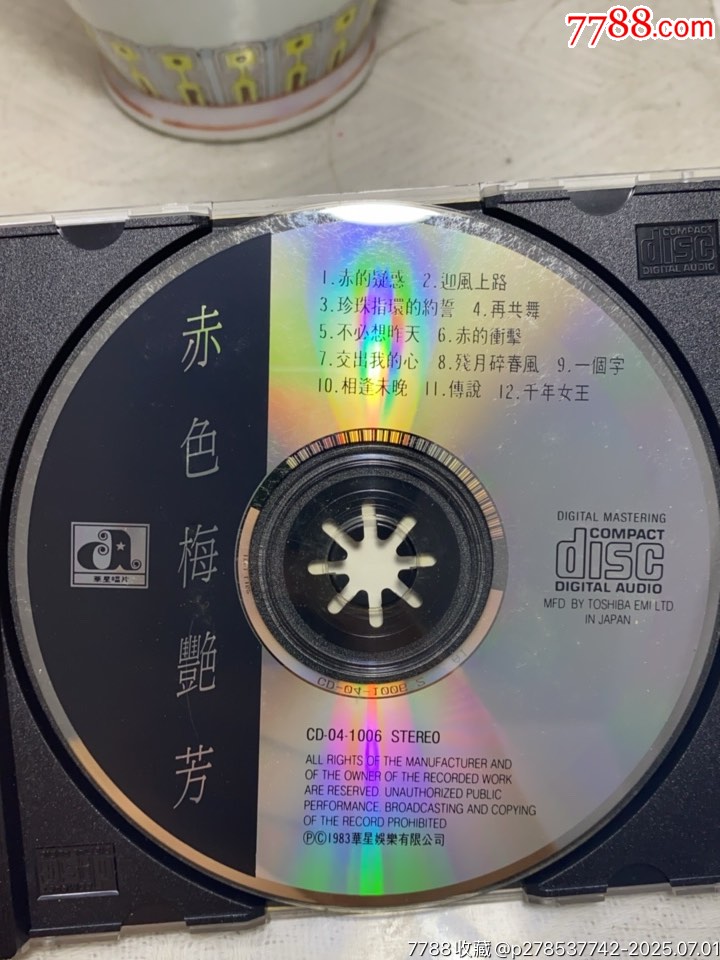 7788.com
COMPACT
disc
DIGITAL AUDIO
赤色梅艷芳
1.赤的疑惑 2.迎風上路
3.珍珠指環的約誓 4.再共舞
5.不必想昨天 6.赤的衝擊
7.交出我的心 8.殘月碎春風 9.一個字
10.相逢未晚 11.傳說 12.千年女王
a
華星唱片
DIGITAL MASTERING
COMPACT
disc
DIGITAL AUDIO
MFD BY TOSHIBA EMI LTD
IN JAPAN
CD-04-1006 STEREO
ALL RIGHTS OF THE MANUFACTURER AND
OF THE OWNER OF THE RECORDED WORK
ARE RESERVED. UNAUTHORIZED PUBLIC
PERFORMANCE, BROADCASTING AND COPYING
OF THE RECORD PROHIBITED
ⓅⒸ1983華星娛樂有限公司
7788收藏 @p278537742-2025.07.01